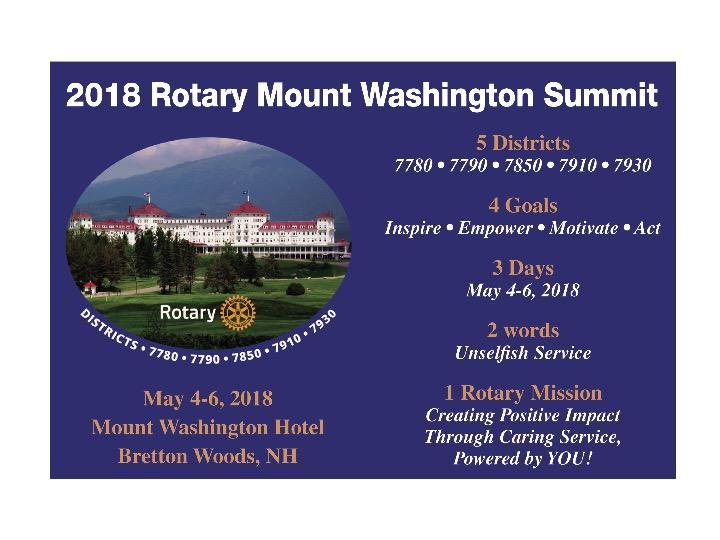 2018 Rotary Mount Washington Summit
Rotary
DISTRICTS • 7780 • 7790 • 7850 • 7910 • 7930
May 4-6, 2018
Mount Washington Hotel
Bretton Woods, NH
5 Districts
7780 • 7790 • 7850 • 7910 • 7930
4 Goals
Inspire • Empower • Motivate • Act
3 Days
May 4-6, 2018
2 words
Unselfish Service
1 Rotary Mission
Creating Positive Impact
Through Caring Service,
Powered by YOU!